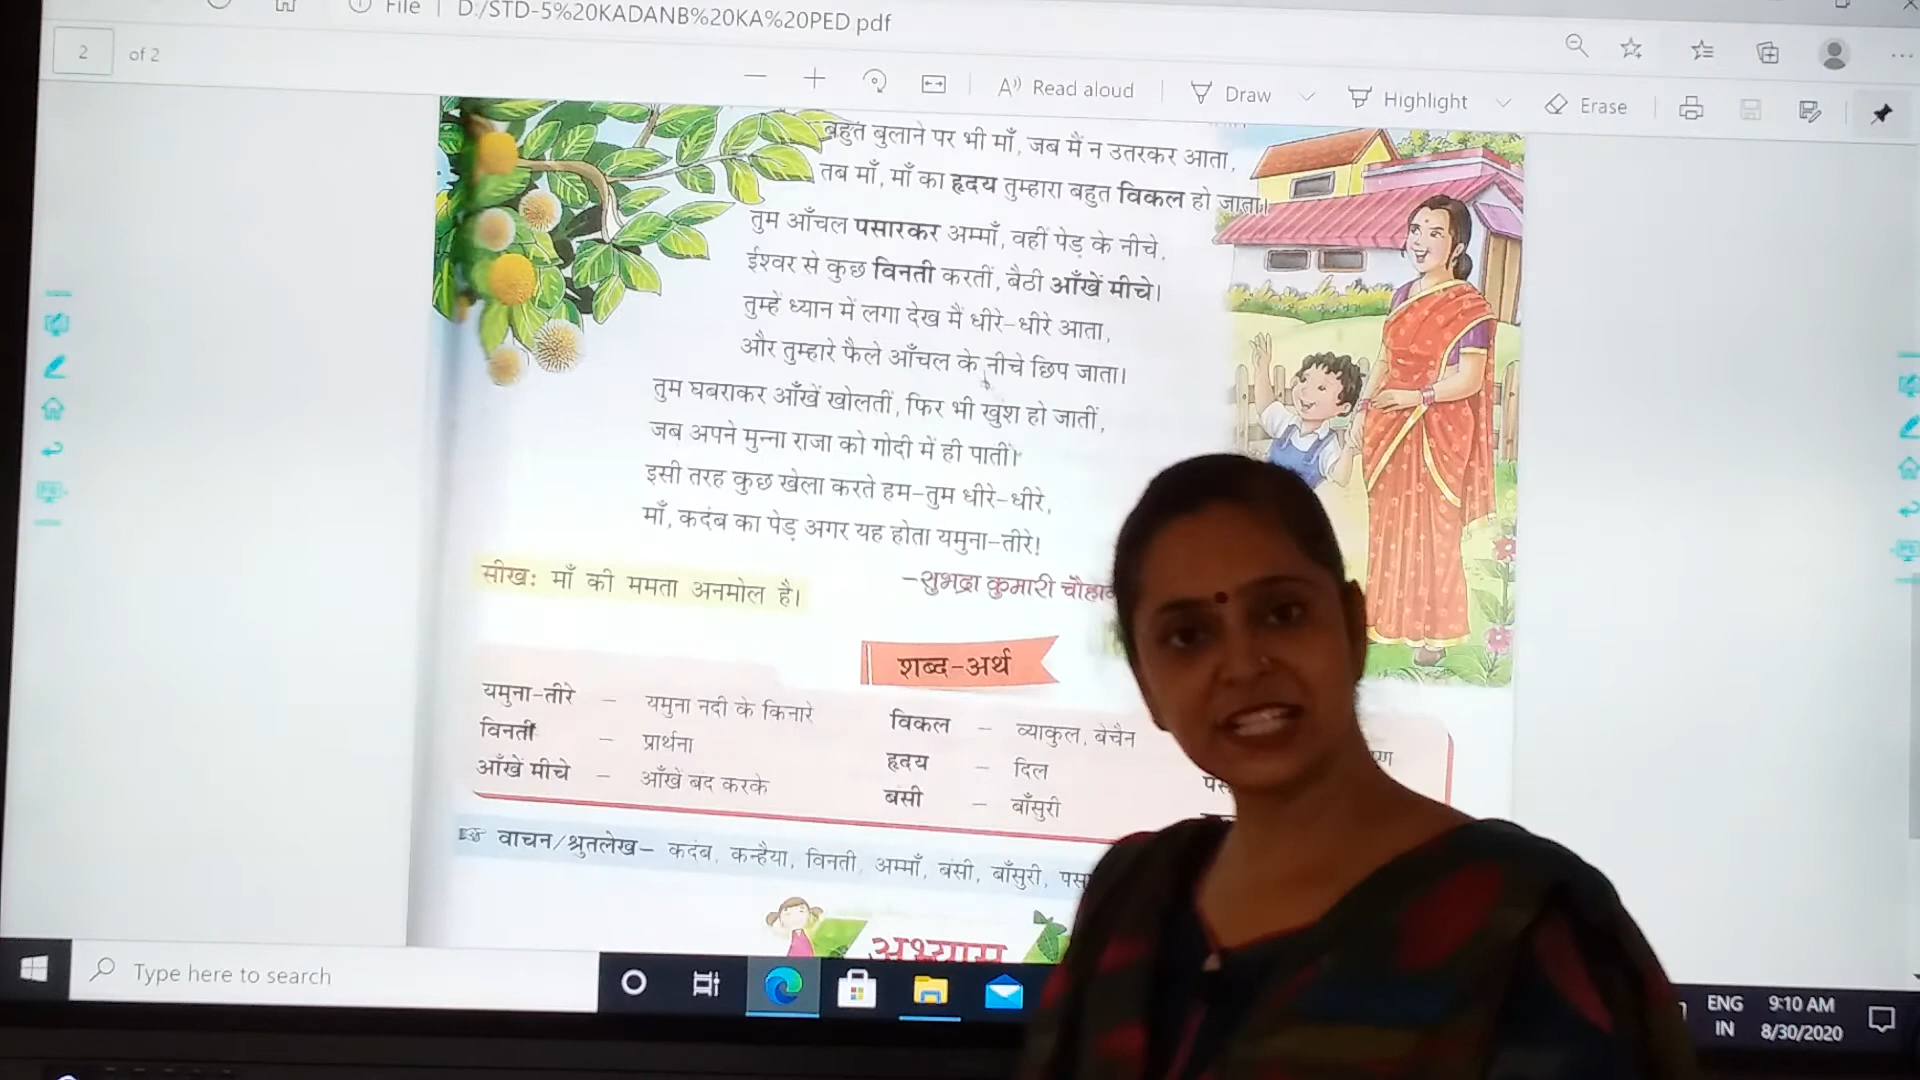 File | D:/STD-5%20KADANB%20KA%20PED.pdf
2 of 2
Read aloud Draw Highlight Erase
बहुत बुलाने पर भी माँ, जब मैं न उतरकर आता,
तब माँ, माँ का हृदय तुम्हारा बहुत विकल हो जाता।
तुम आँचल पसारकर अम्माँ, वहीं पेड़ के नीचे,
ईश्वर से कुछ विनती करतीं, बैठी आँखें मीचे।
तुम्हें ध्यान में लगा देख मैं धीरे-धीरे आता,
और तुम्हारे फैले आँचल के नीचे छिप जाता।
तुम घबराकर आँखें खोलतीं, फिर भी खुश हो जातीं,
जब अपने मुन्ना राजा को गोदी में ही पातीं।
इसी तरह कुछ खेला करते हम-तुम धीरे-धीरे,
माँ, कदंब का पेड़ अगर यह होता यमुना-तीरे!
सीखः माँ की ममता अनमोल है।
-सुभद्रा कुमारी
शब्द-अर्थ
यमुना-तीरे - यमुना नदी के किनारे विकल - व्याकुल, बेचैन
विनती - प्रार्थना हृदय - दिल
आँखें मीचे - आँखें बंद करके बंसी - बाँसुरी
वाचन/श्रुतलेख- कदंब, कन्हैया, विनती, अम्माँ, बंसी, बाँसुरी,
अभ्यास
Type here to search
ENG 9:10 AM
IN 8/30/2020